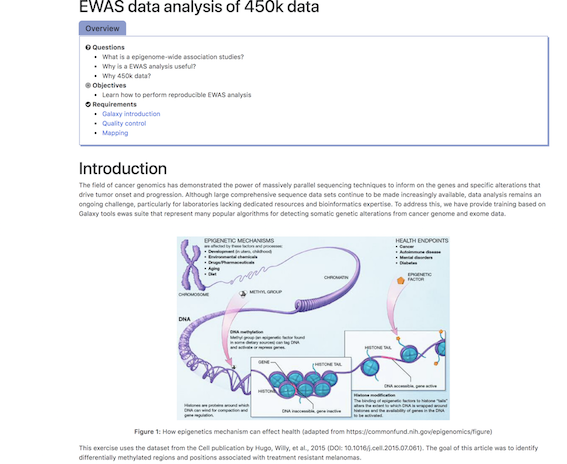 EWAS data analysis of 450k data
Overview
Questions
What is a epigenome-wide association studies?
Why is a EWAS analysis useful?
Why 450k data?
Objectives
Learn how to perform reproducible EWAS analysis
Requirements
Galaxy introduction
Quality control
Mapping
Introduction
The field of cancer genomics has demonstrated the power of massively parallel sequencing techniques to inform on the genes and specific alterations that
drive tumor onset and progression. Although large comprehensive sequence data sets continue to be made increasingly available, data analysis remains an
ongoing challenge, particularly for laboratories lacking dedicated resources and bioinformatics expertise. To address this, we have provide training based on
Galaxy tools ewas suite that represent many popular algorithms for detecting somatic genetic alterations from cancer genome and exome data.
EPIGENETIC MECHANISMS
are affected by these factors and processes:
• Development (in utero, childhood)
• Environmental chemicals
• Drugs/Pharmaceuticals
• Aging
• Diet
HEALTH ENDPOINTS
• Cancer
• Autoimmune disease
• Mental disorders
• Diabetes
EPIGENETIC
FACTOR
CHROMATIN
CHROMOSOME
METHYL GROUP
DNA
DNA methylation
Methyl group (an epigenetic factor found
in some dietary sources) can tag DNA
and activate or repress genes.
HISTONE TAIL
GENE
HISTONE TAIL
HISTONE
DNA accessible, gene active
DNA inaccessible, gene inactive
Histones are proteins around which
DNA can wind for compaction and
gene regulation.
Histone modification
The binding of epigenetic factors to histone "tails"
alters the extent to which DNA is wrapped around
histones and the availability of genes in the DNA
to be activated.
Figure 1: How epigenetics mechanism can effect health (adapted from https://commonfund.nih.gov/epigenomics/figure)
This exercise uses the dataset from the Cell publication by Hugo, Willy, et al., 2015 (DOI: 10.1016/j.cell.2015.07.061). The goal of this article was to identify
differentially methylated regions and positions associated with treatment resistant melanomas.